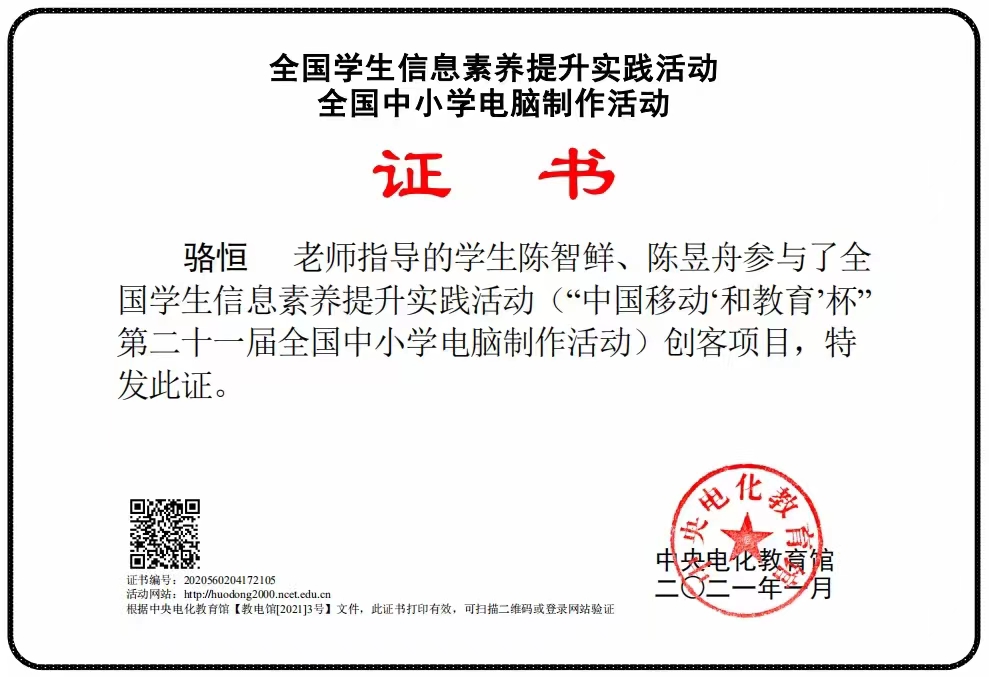 全国学生信息素养提升实践活动
全国中小学电脑制作活动
证 书
骆恒 老师指导的学生陈智鲜、陈昱舟参与了全
国学生信息素养提升实践活动（“中国移动‘和教育’杯”
第二十一届全国中小学电脑制作活动）创客项目，特
发此证。
中央电化教育馆
中央电化教育馆
二〇二一年一月
证书编号：2020560204172105
活动网站：http://huodong2000.ncet.edu.cn
根据中央电化教育馆【教电馆[2021]3号】文件，此证书打印有效，可扫描二维码或登录网站验证